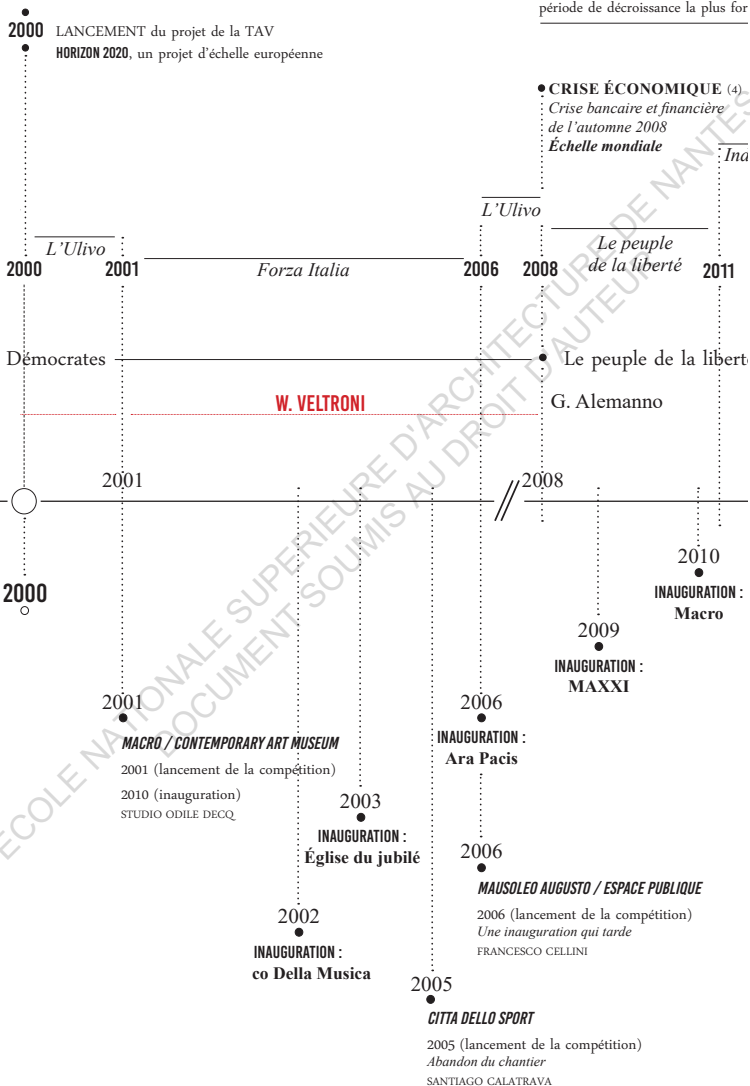 période de décroissance la plus for
2000 LANCEMENT du projet de la TAV
HORIZON 2020, un projet d'échelle européenne
CRISE ÉCONOMIQUE (4)
Crise bancaire et financière
de l'automne 2008
Échelle mondiale
Ind
L'Ulivo
L'Ulivo
Forza Italia
Le peuple
de la liberté
2000 2001 2006 2008 2011
Démocrates
Le peuple de la liberté
W. VELTRONI
G. Alemanno
2001
2008
2000
2010
INAUGURATION :
Macro
2009
INAUGURATION :
MAXXI
2001
MACRO / CONTEMPORARY ART MUSEUM
2001 (lancement de la compétition)
2010 (inauguration)
STUDIO ODILE DECQ
2006
INAUGURATION :
Ara Pacis
2003
INAUGURATION :
Église du jubilé
2006
MAUSOLEO AUGUSTO / ESPACE PUBLIQUE
2006 (lancement de la compétition)
Une inauguration qui tarde
FRANCESCO CELLINI
2002
INAUGURATION :
co Della Musica
2005
CITTA DELLO SPORT
2005 (lancement de la compétition)
Abandon du chantier
SANTIAGO CALATRAVA
ECOLE NATIONALE SUPERIEURE D'ARCHITECTURE DE NANTES
DOCUMENT SOUMIS AU DROIT D'AUTEUR